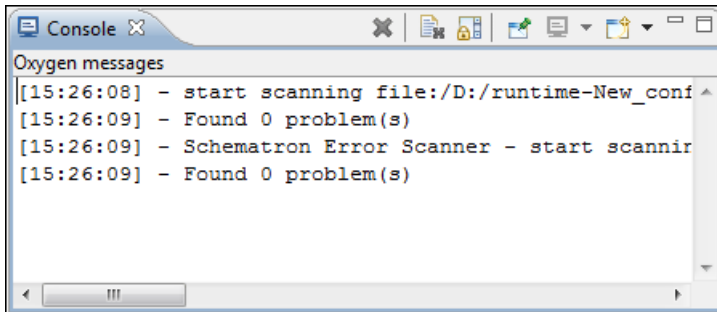 Console
Oxygen messages
[15:26:08] - start scanning file:/D:/runtime-New_conf
[15:26:09] - Found 0 problem(s)
[15:26:09] - Schematron Error Scanner - start scannin
[15:26:09] - Found 0 problem(s)